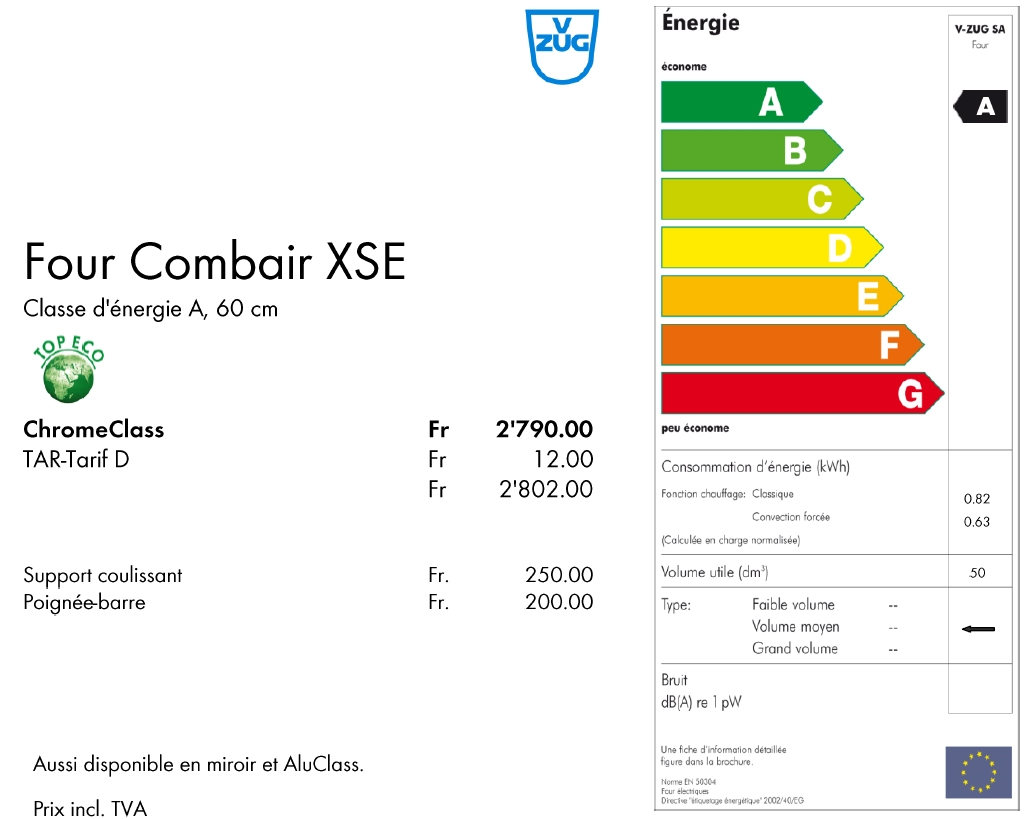 V
ZUG
Four Combair XSE
Classe d'énergie A, 60 cm
TOP ECO
ChromeClass Fr 2'790.00
TAR-Tarif D Fr 12.00
Fr 2'802.00
Support coulissant Fr. 250.00
Poignée-barre Fr. 200.00
Aussi disponible en miroir et AluClass.
Prix incl. TVA
Énergie
V-ZUG SA
Four
économe
A
A
B
C
D
E
F
G
peu économe
Consommation d'énergie (kWh)
Fonction chauffage: Classique 0.82
Convection forcée 0.63
(Calculée en charge normalisée)
Volume utile (dm³) 50
Type: Faible volume --
Volume moyen --
Grand volume --
Bruit
dB(A) re 1 pW
Une fiche d'information détaillée
figure dans la brochure.
Norme EN 50304
Four électriques
Directive "étiquetage énergétique" 2002/40/EG